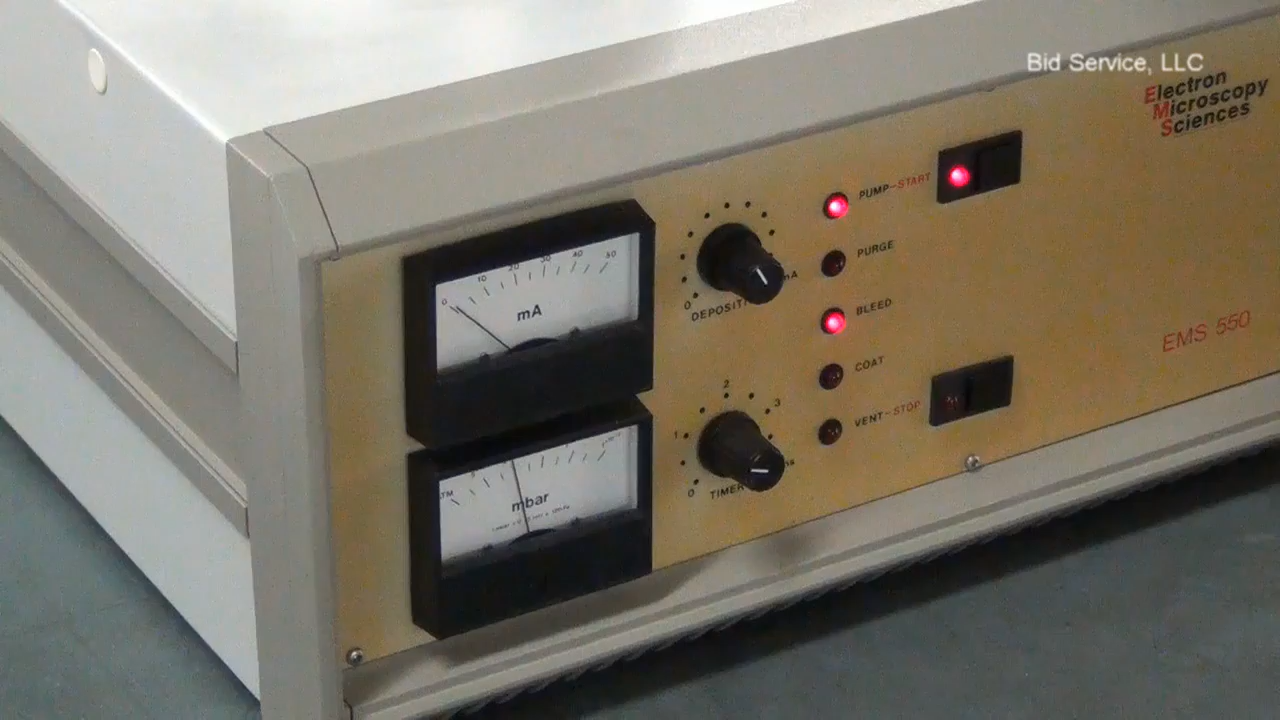 Bid Service, LLC
Electron
Microscopy
Sciences
PUMP-START
PURGE
BLEED
COAT
VENT-STOP
EMS 550
0 10 20 30 40 50
mA
0
mbar
0 1 2 3
TIMER